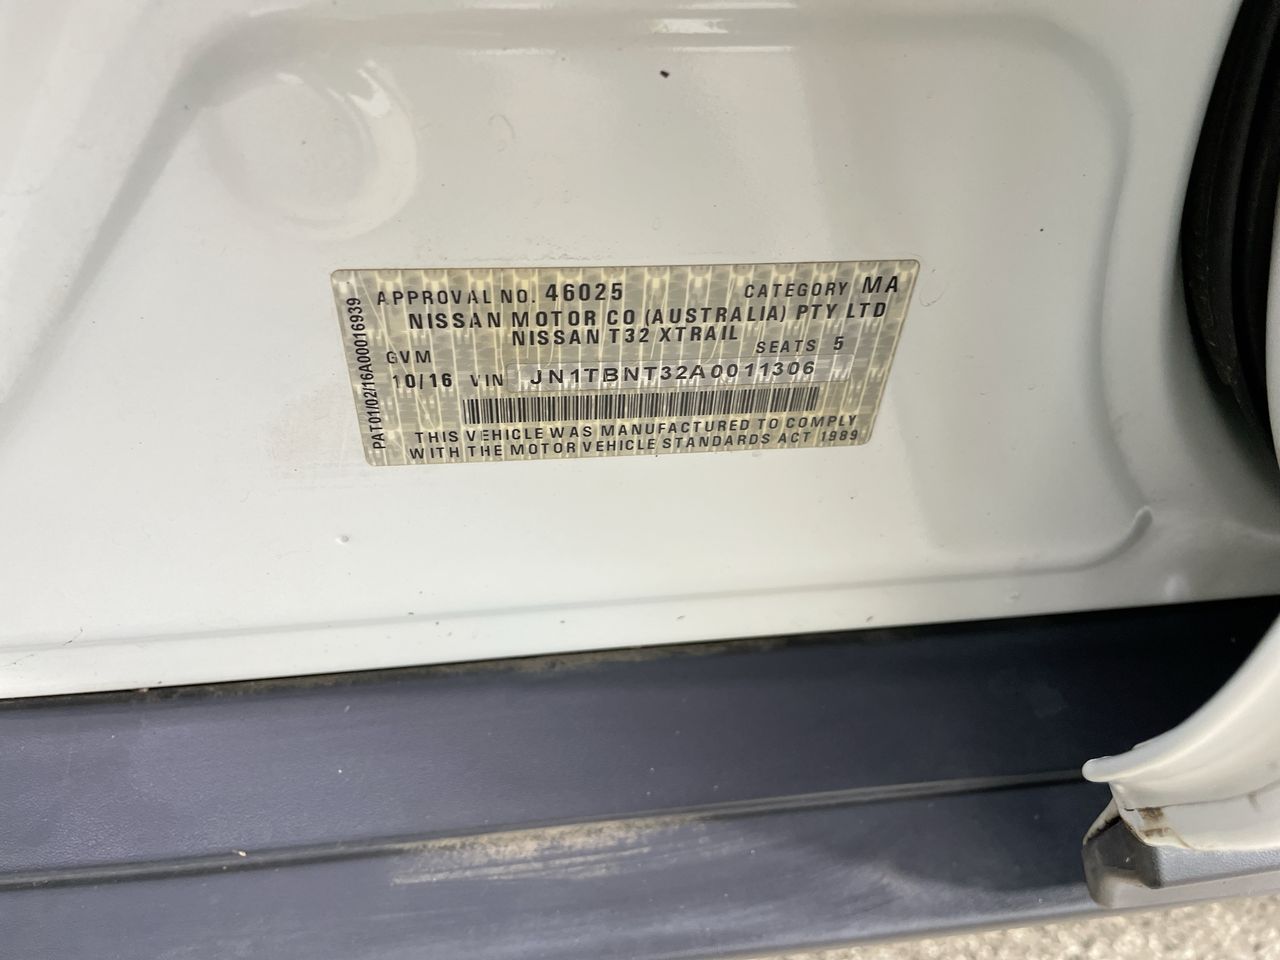 APPROVAL NO. 46025 CATEGORY MA
NISSAN MOTOR CO (AUSTRALIA) PTY LTD
NISSAN T32 XTRAIL
GVM SEATS 5
10/16 VIN JN1TBNT32A0011306
THIS VEHICLE WAS MANUFACTURED TO COMPLY
WITH THE MOTOR VEHICLE STANDARDS ACT 1989
PAT01/02/16A00016939